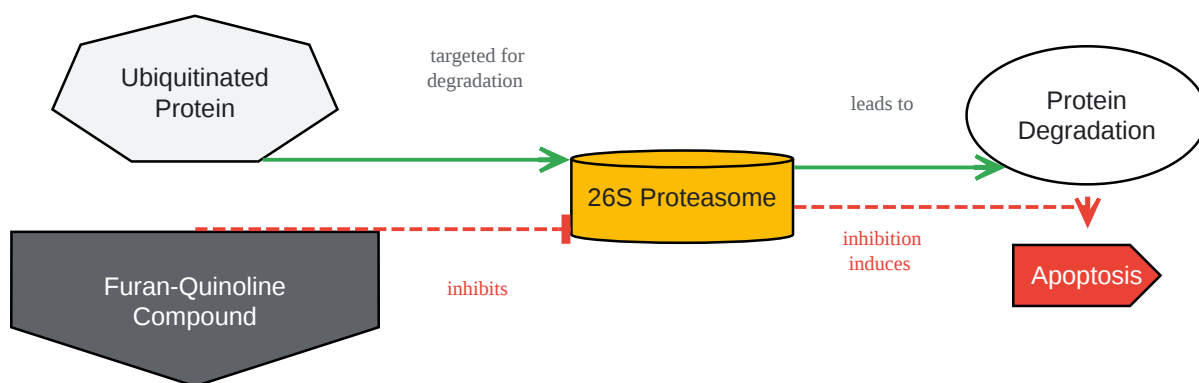 Ubiquitinated
Protein
targeted for
degradation
leads to
Protein
Degradation
26S Proteasome
Furan-Quinoline
Compound
inhibits
inhibition
induces
Apoptosis